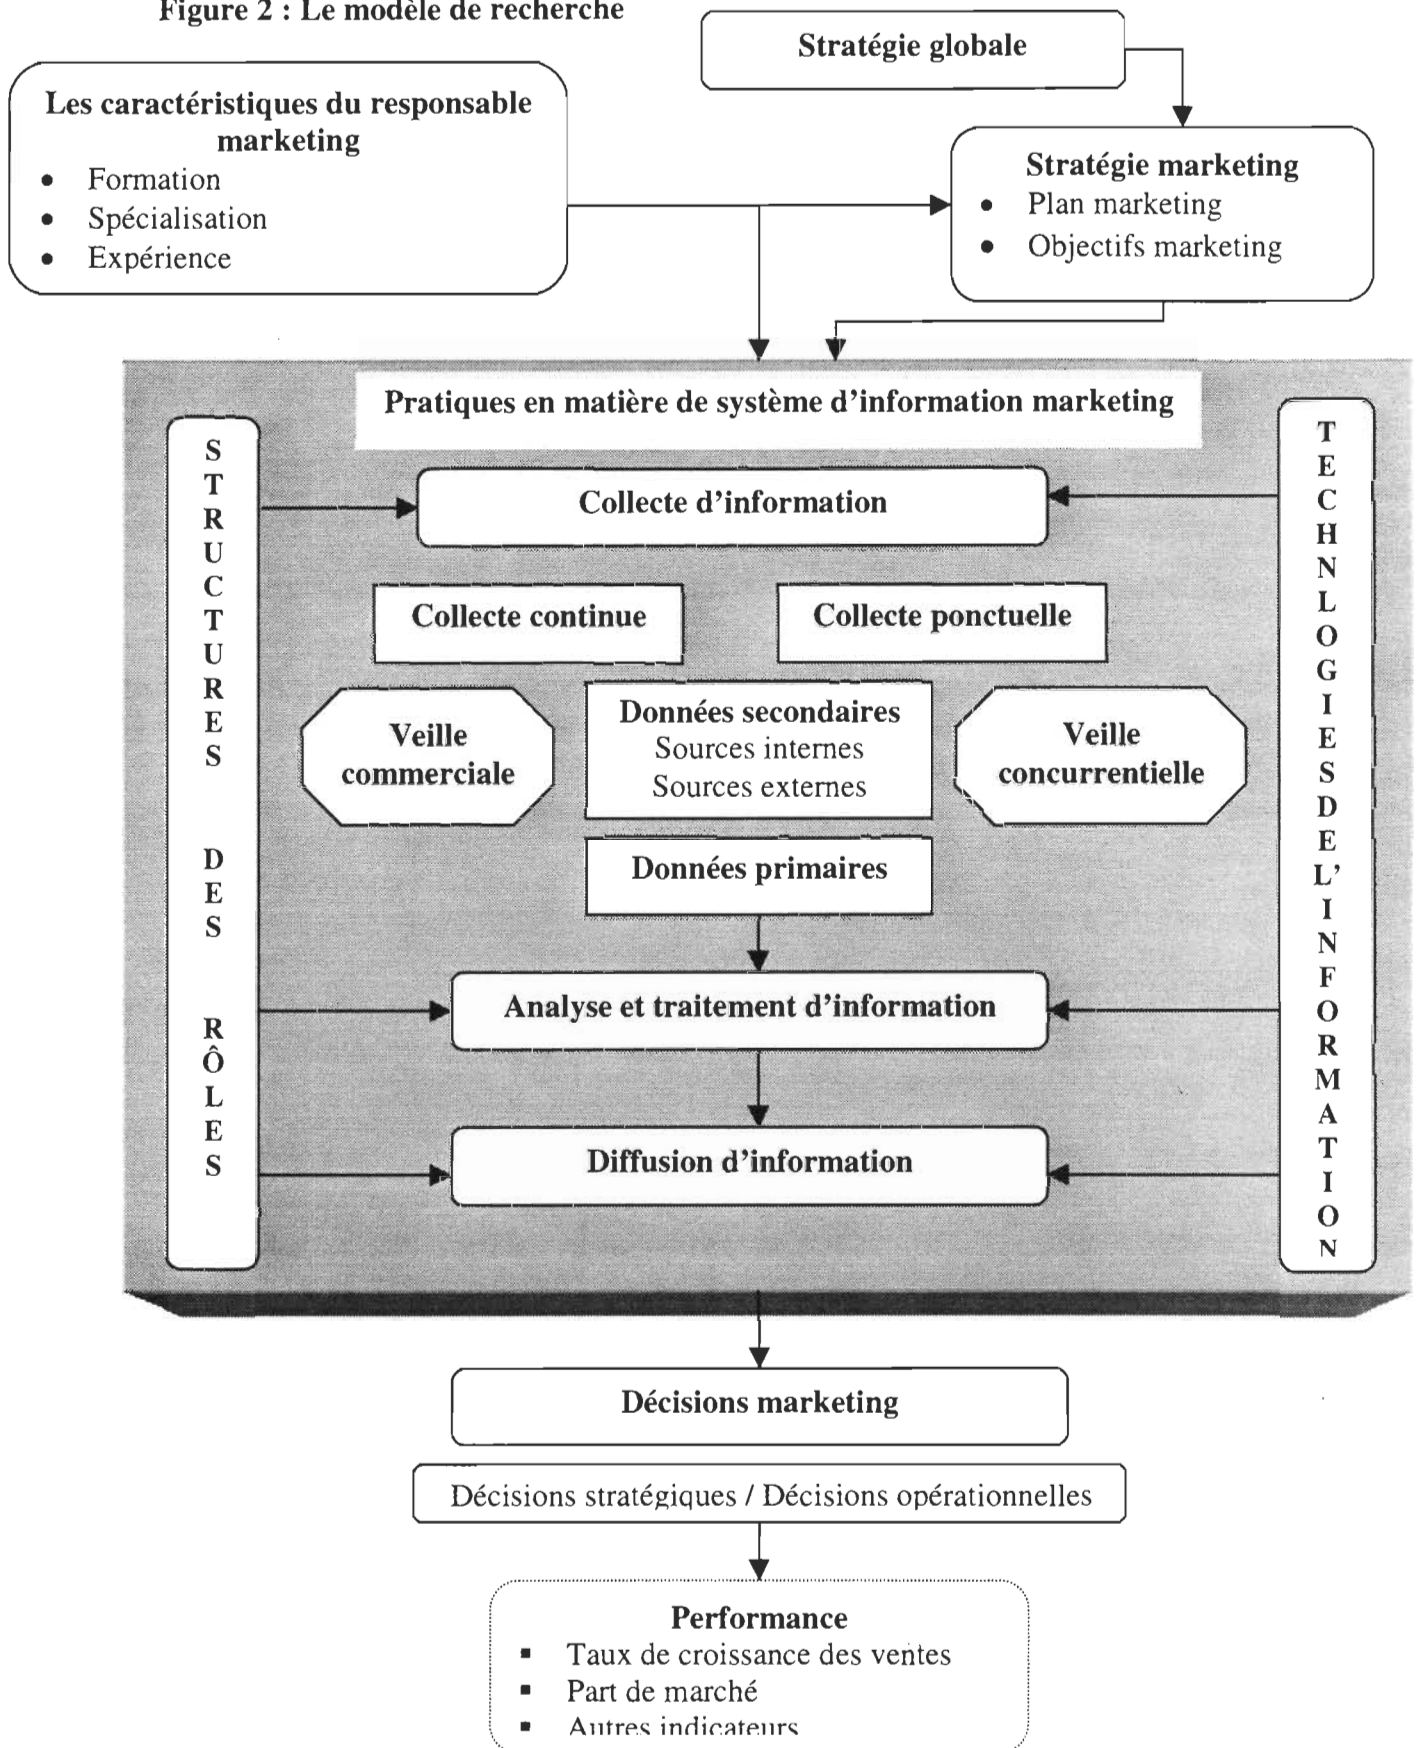 Figure 2 : Le modèle de recherche
Stratégie globale
Les caractéristiques du responsable
marketing
• Formation
• Spécialisation
• Expérience
Stratégie marketing
• Plan marketing
• Objectifs marketing
Pratiques en matière de système d'information marketing
STRUCTURES DES RÔLES
TECHNLOGIESDEL'INFORMATION
Collecte d'information
Collecte continue
Collecte ponctuelle
Veille
commerciale
Données secondaires
Sources internes
Sources externes
Veille
concurrentielle
Données primaires
Analyse et traitement d'information
Diffusion d'information
Décisions marketing
Décisions stratégiques / Décisions opérationnelles
Performance
▪ Taux de croissance des ventes
▪ Part de marché
▪ Autres indicateurs